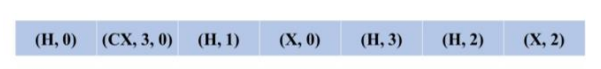 (H, 0) (CX, 3, 0) (H, 1) (X, 0) (H, 3) (H, 2) (X, 2)